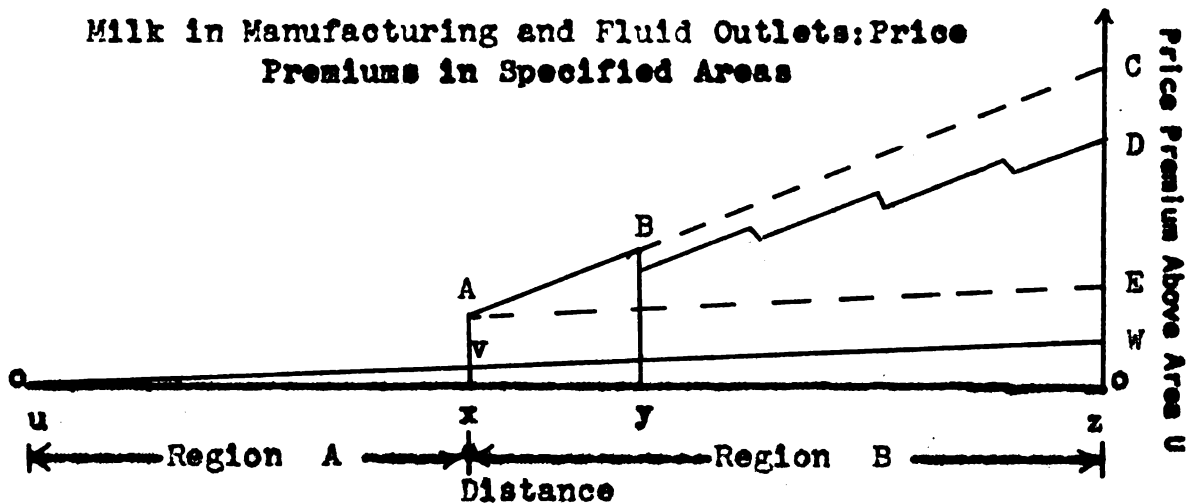 Milk in Manufacturing and Fluid Outlets:Price
Premiums in Specified Areas
C
D
B
A
E
v
W
o
o
u
x
y
z
Region A
Region B
Distance
Price Premium Above Area U